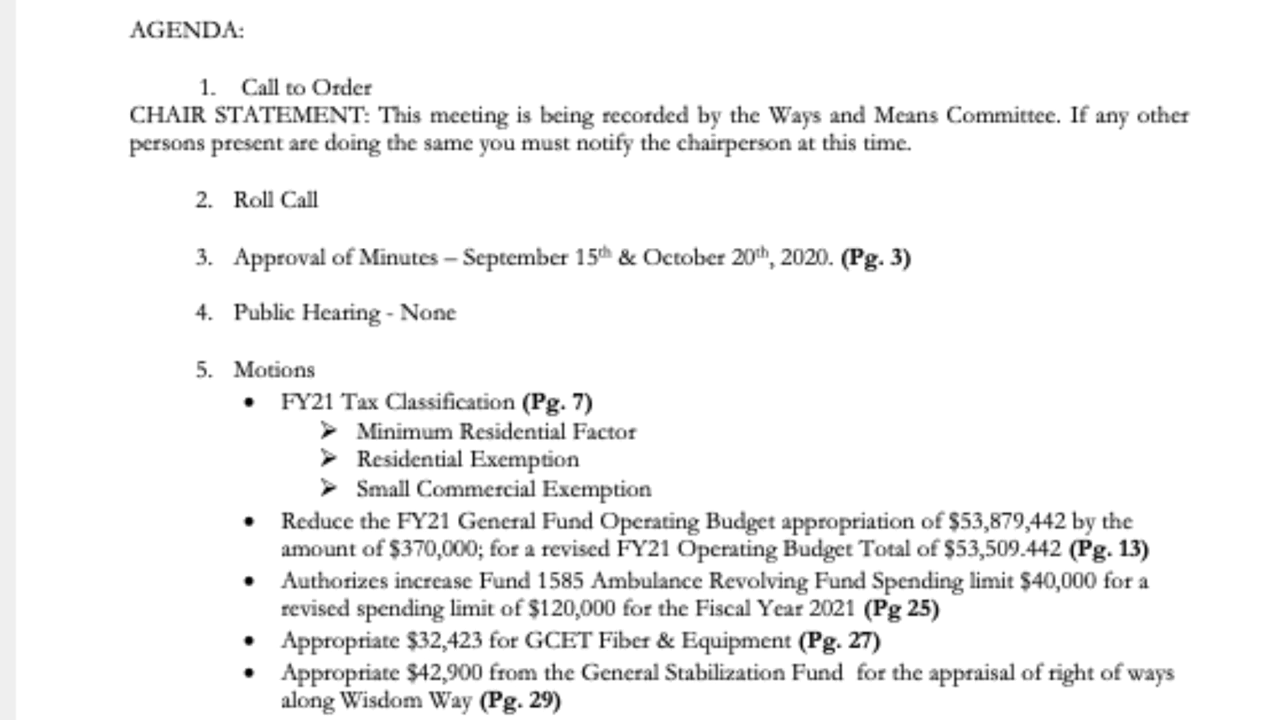 AGENDA:
1. Call to Order
CHAIR STATEMENT: This meeting is being recorded by the Ways and Means Committee. If any other
persons present are doing the same you must notify the chairperson at this time.
2. Roll Call
3. Approval of Minutes – September 15th & October 20th, 2020. (Pg. 3)
4. Public Hearing - None
5. Motions
• FY21 Tax Classification (Pg. 7)
➢ Minimum Residential Factor
➢ Residential Exemption
➢ Small Commercial Exemption
• Reduce the FY21 General Fund Operating Budget appropriation of $53,879,442 by the
amount of $370,000; for a revised FY21 Operating Budget Total of $53,509.442 (Pg. 13)
• Authorizes increase Fund 1585 Ambulance Revolving Fund Spending limit $40,000 for a
revised spending limit of $120,000 for the Fiscal Year 2021 (Pg 25)
• Appropriate $32,423 for GCET Fiber & Equipment (Pg. 27)
• Appropriate $42,900 from the General Stabilization Fund  for the appraisal of right of ways
along Wisdom Way (Pg. 29)